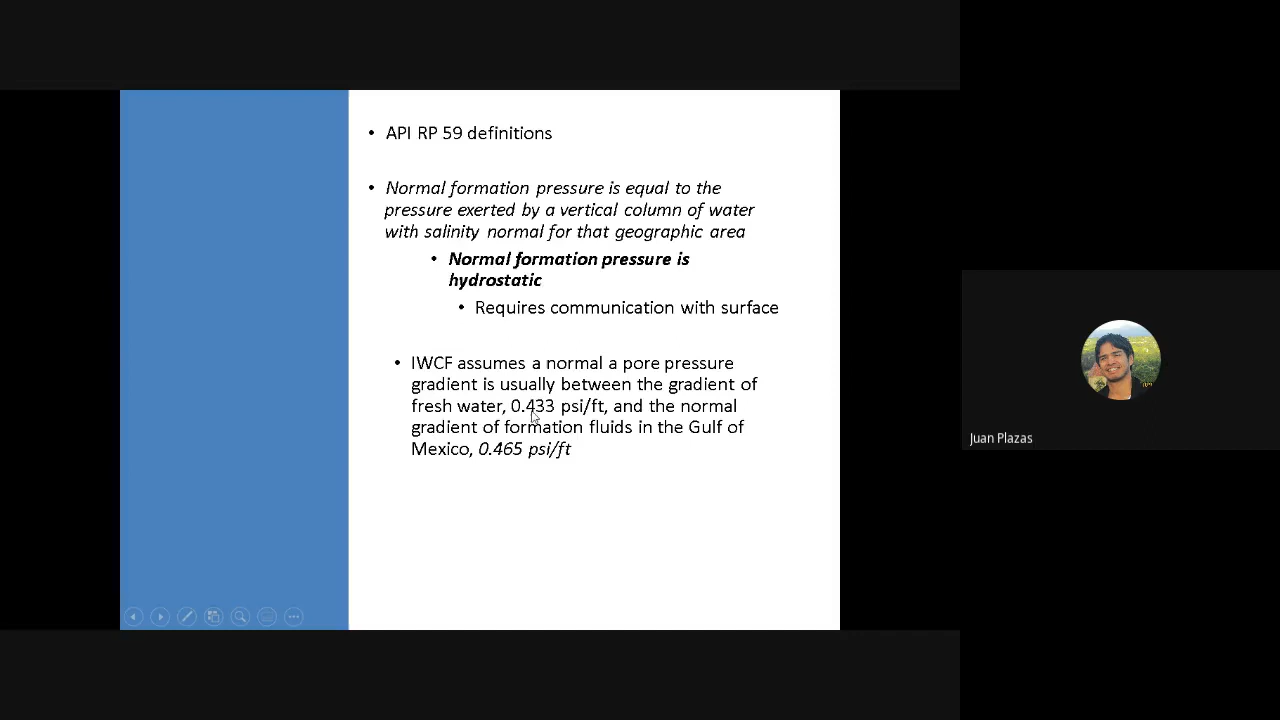 • API RP 59 definitions
• Normal formation pressure is equal to the
pressure exerted by a vertical column of water
with salinity normal for that geographic area
• Normal formation pressure is
hydrostatic
• Requires communication with surface
• IWCF assumes a normal a pore pressure
gradient is usually between the gradient of
fresh water, 0.433 psi/ft, and the normal
gradient of formation fluids in the Gulf of
Mexico, 0.465 psi/ft
Juan Plazas